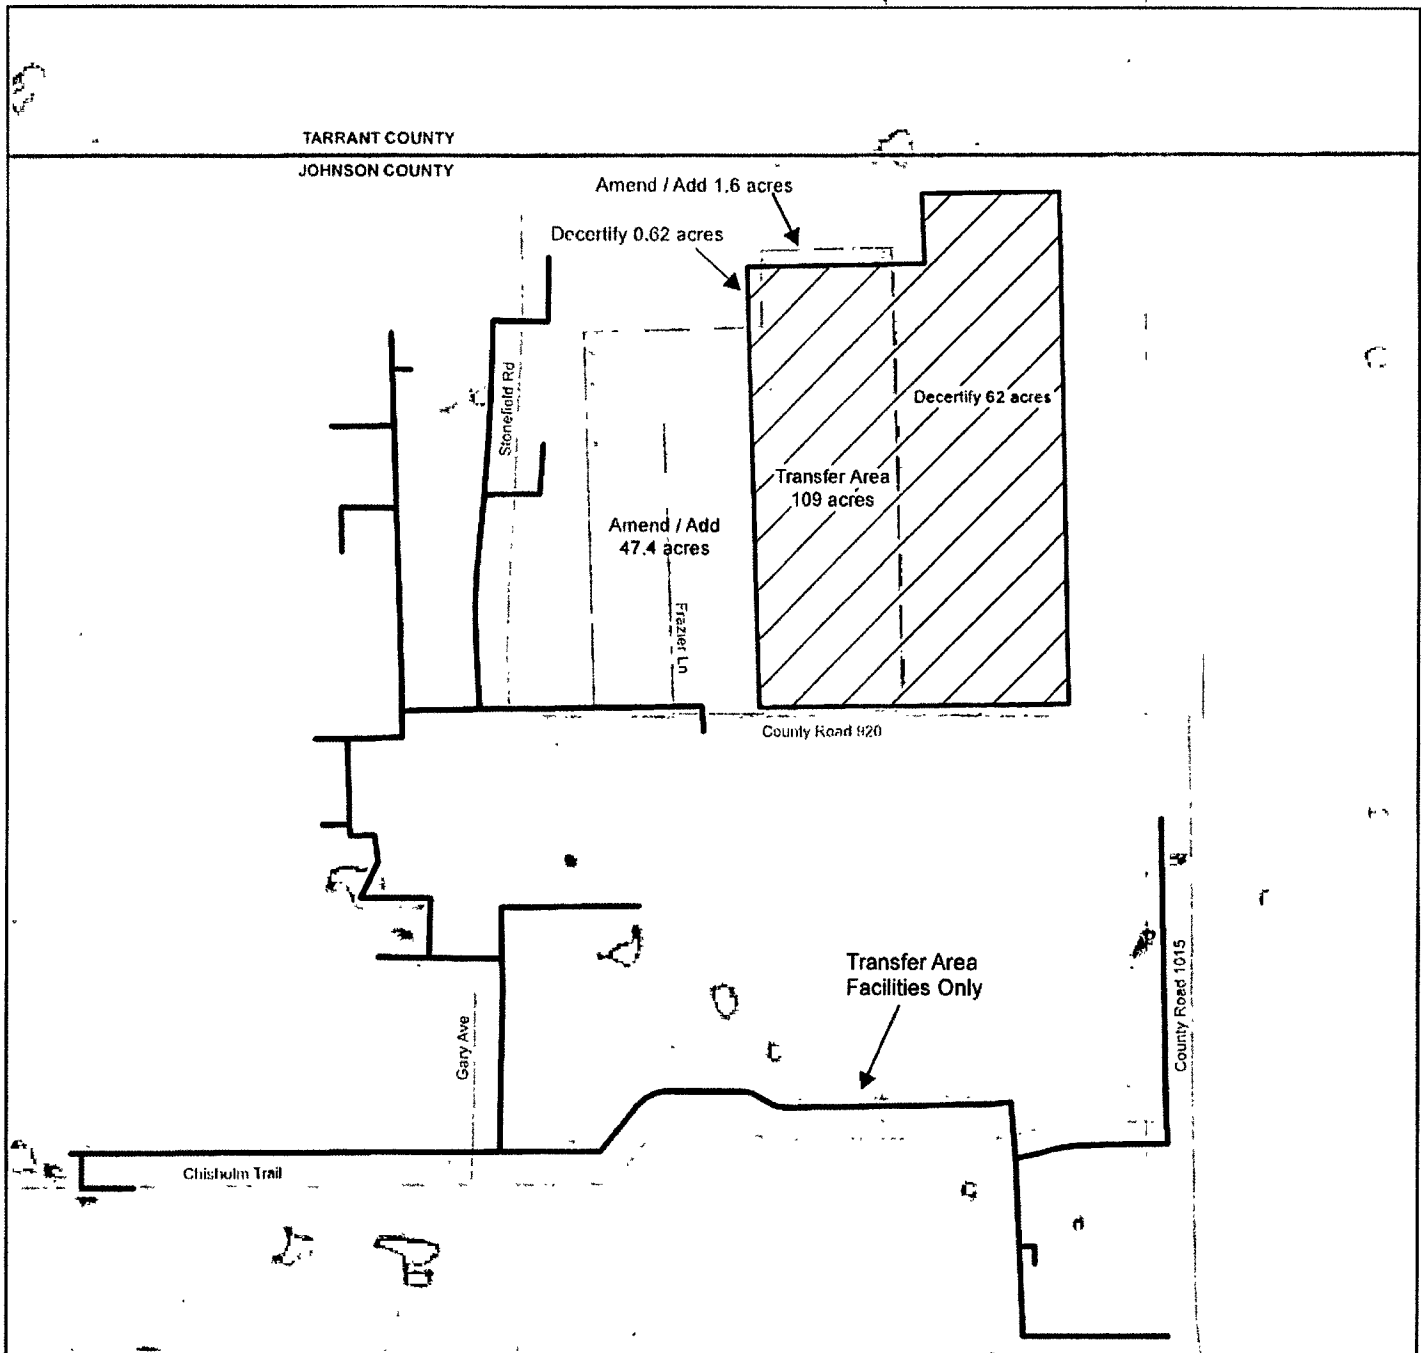 TARRANT COUNTY
JOHNSON COUNTY
Amend / Add 1.6 acres
Decertify 0.62 acres
Stonefield Rd
Decertify 62 acres
Transfer Area
109 acres
Amend / Add
47.4 acres
Frazier Ln
County Road 920
Transfer Area
Facilities Only
County Road 1015
Gary Ave
Chisholm Trail